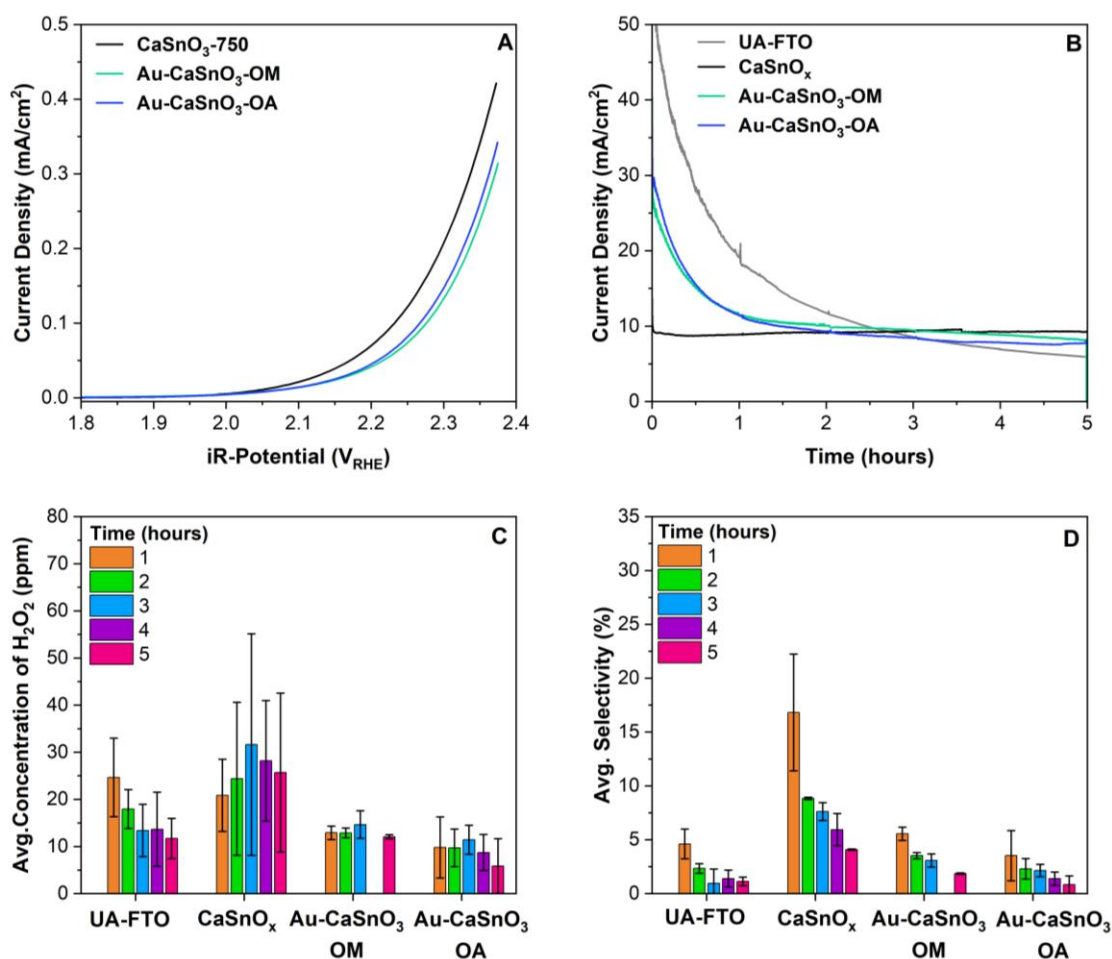 A
CaSnO₃-750
Au-CaSnO₃-OM
Au-CaSnO₃-OA
Current Density (mA/cm²)
0.5
0.4
0.3
0.2
0.1
0.0
1.8 1.9 2.0 2.1 2.2 2.3 2.4
iR-Potential (V_RHE)
B
UA-FTO
CaSnOₓ
Au-CaSnO₃-OM
Au-CaSnO₃-OA
Current Density (mA/cm²)
50
40
30
20
10
0
0 1 2 3 4 5
Time (hours)
C
Time (hours)
1
2
3
4
5
Avg.Concentration of H₂O₂ (ppm)
80
70
60
50
40
30
20
10
0
UA-FTO CaSnOₓ Au-CaSnO₃ Au-CaSnO₃
OM OA
D
Time (hours)
1
2
3
4
5
Avg. Selectivity (%)
35
30
25
20
15
10
5
0
UA-FTO CaSnOₓ Au-CaSnO₃ Au-CaSnO₃
OM OA